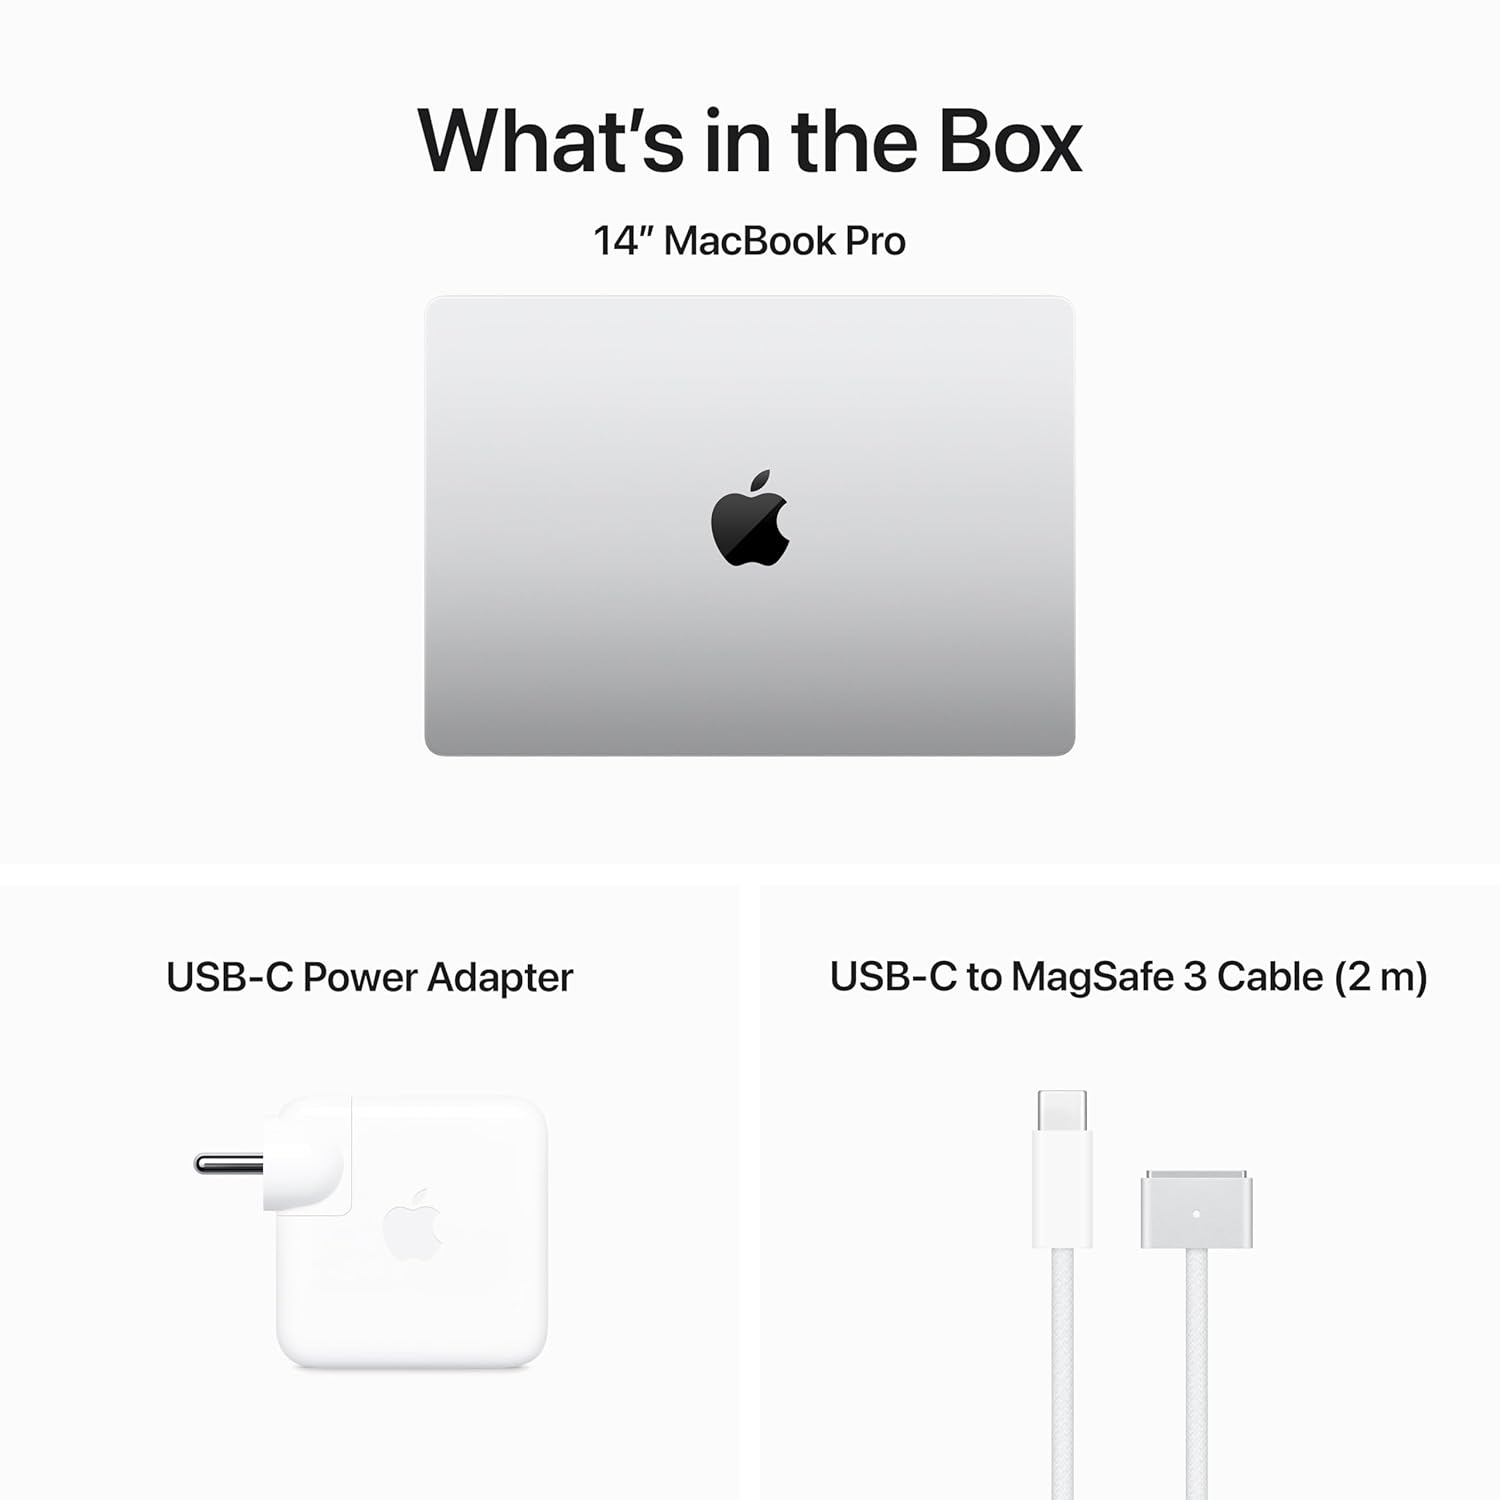 What’s in the Box
14” MacBook Pro
USB-C Power Adapter
USB-C to MagSafe 3 Cable (2 m)